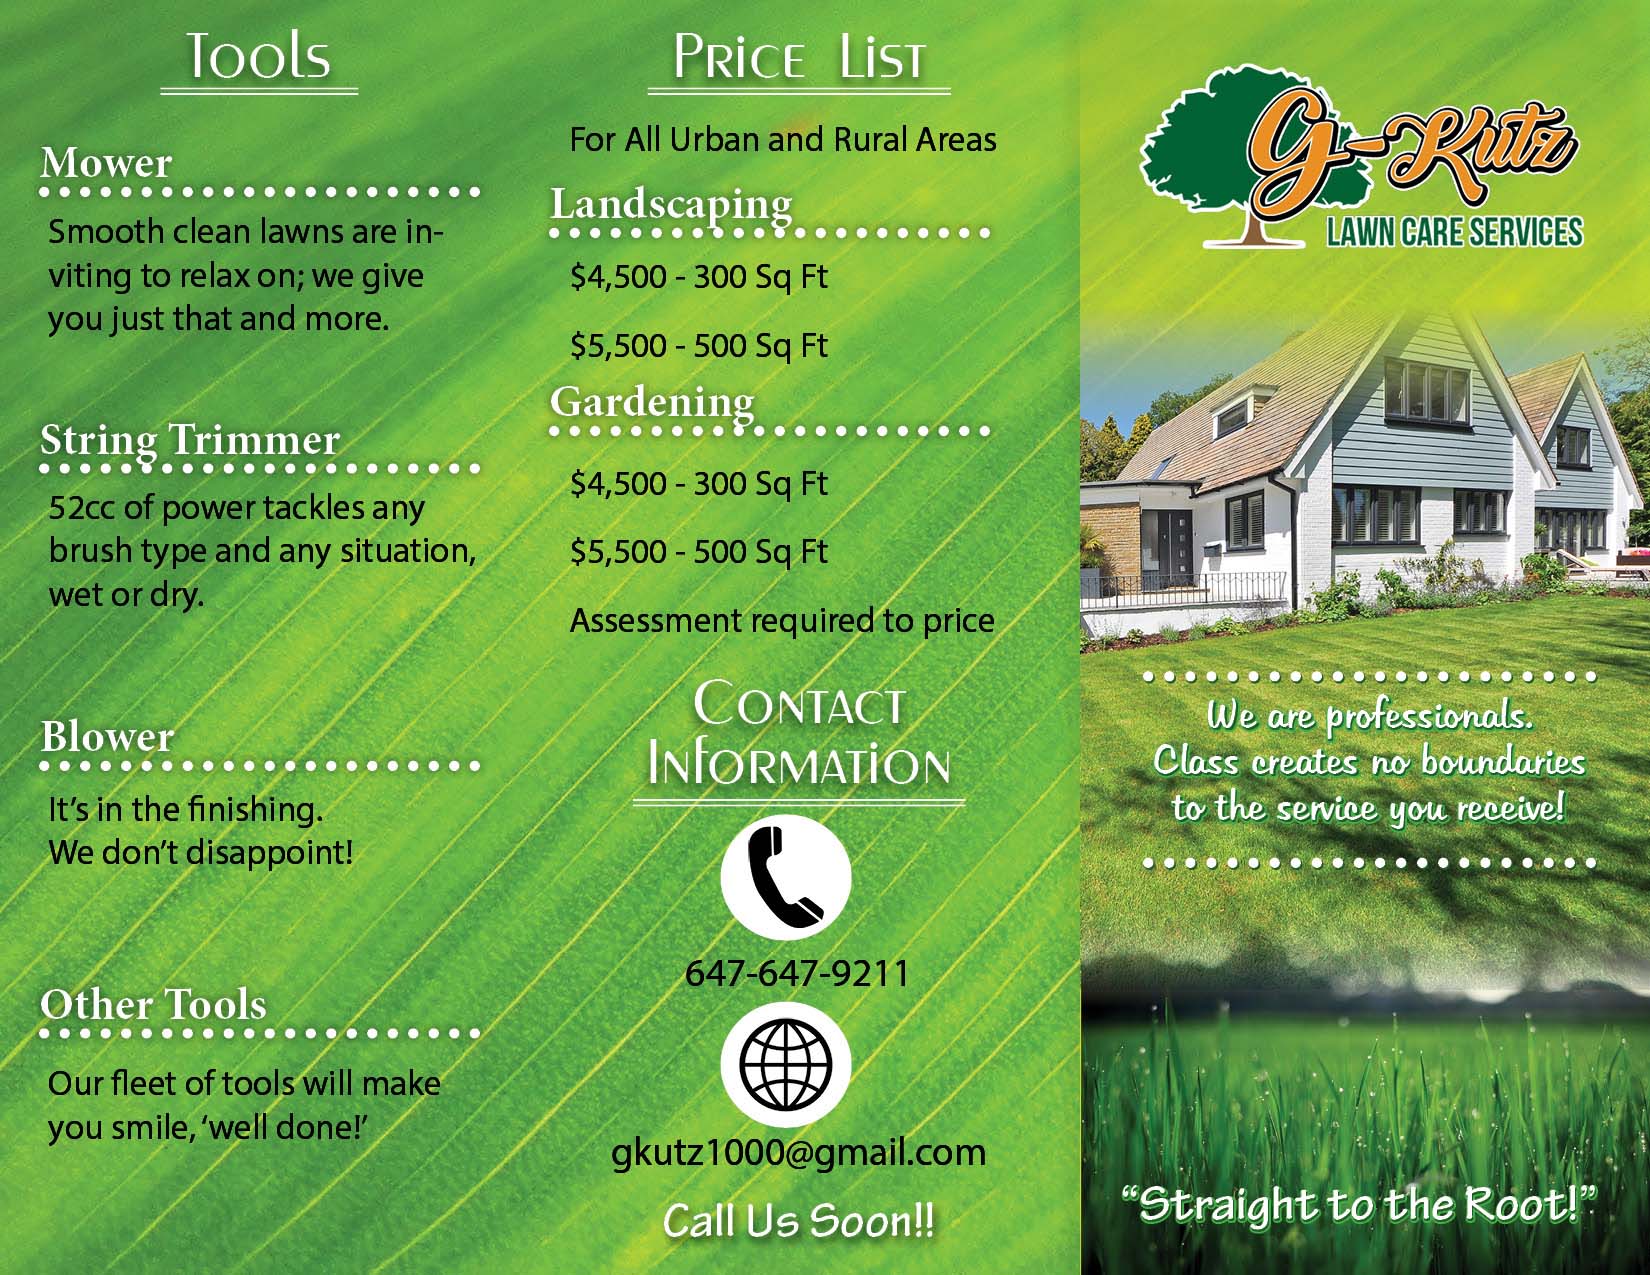 Tools
Mower
Smooth clean lawns are in-
viting to relax on; we give
you just that and more.
String Trimmer
52cc of power tackles any
brush type and any situation,
wet or dry.
Blower
It’s in the finishing.
We don’t disappoint!
Other Tools
Our fleet of tools will make
you smile, ‘well done!’
Price List
For All Urban and Rural Areas
Landscaping
$4,500 - 300 Sq Ft
$5,500 - 500 Sq Ft
Gardening
$4,500 - 300 Sq Ft
$5,500 - 500 Sq Ft
Assessment required to price
Contact
Information
647-647-9211
gkutz1000@gmail.com
Call Us Soon!!
G-Kutz
LAWN CARE SERVICES
We are professionals.
Class creates no boundaries
to the service you receive!
“Straight to the Root!”